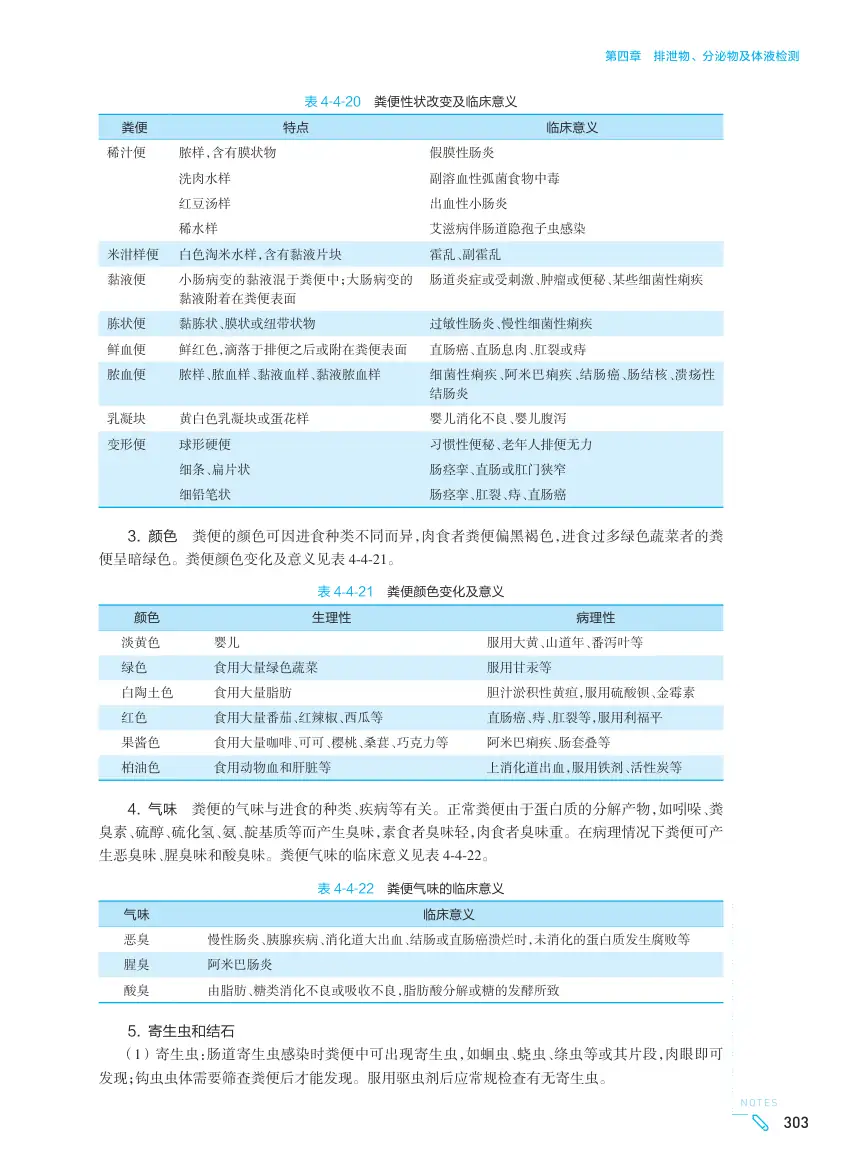 第四章 排泄物、分泌物及体液检测
表 4-4-20 粪便性状改变及临床意义
粪便 特点 临床意义
稀汁便 脓样,含有膜状物 假膜性肠炎
洗肉水样 副溶血性弧菌食物中毒
红豆汤样 出血性小肠炎
稀水样 艾滋病伴肠道隐孢子虫感染
米泔样便 白色淘米水样,含有黏液片块 霍乱、副霍乱
黏液便 小肠病变的黏液混于粪便中;大肠病变的 肠道炎症或受刺激、肿瘤或便秘、某些细菌性痢疾
黏液附着在粪便表面
胨状便 黏胨状、膜状或纽带状物 过敏性肠炎、慢性细菌性痢疾
鲜血便 鲜红色,滴落于排便之后或附在粪便表面 直肠癌、直肠息肉、肛裂或痔
脓血便 脓样、脓血样、黏液血样、黏液脓血样 细菌性痢疾、阿米巴痢疾、结肠癌、肠结核、溃疡性
结肠炎
乳凝块 黄白色乳凝块或蛋花样 婴儿消化不良、婴儿腹泻
变形便 球形硬便 习惯性便秘、老年人排便无力
细条、扁片状 肠痉挛、直肠或肛门狭窄
细铅笔状 肠痉挛、肛裂、痔、直肠癌
3. 颜色 粪便的颜色可因进食种类不同而异,肉食者粪便偏黑褐色,进食过多绿色蔬菜者的粪
便呈暗绿色。粪便颜色变化及意义见表 4-4-21。
表 4-4-21 粪便颜色变化及意义
颜色 生理性 病理性
淡黄色 婴儿 服用大黄、山道年、番泻叶等
绿色 食用大量绿色蔬菜 服用甘汞等
白陶土色 食用大量脂肪 胆汁淤积性黄疸,服用硫酸钡、金霉素
红色 食用大量番茄、红辣椒、西瓜等 直肠癌、痔、肛裂等,服用利福平
果酱色 食用大量咖啡、可可、樱桃、桑葚、巧克力等 阿米巴痢疾、肠套叠等
柏油色 食用动物血和肝脏等 上消化道出血,服用铁剂、活性炭等
4. 气味 粪便的气味与进食的种类、疾病等有关。正常粪便由于蛋白质的分解产物,如吲哚、粪
臭素、硫醇、硫化氢、氨、靛基质等而产生臭味,素食者臭味轻,肉食者臭味重。在病理情况下粪便可产
生恶臭味、腥臭味和酸臭味。粪便气味的临床意义见表 4-4-22。
表 4-4-22 粪便气味的临床意义
气味 临床意义
恶臭 慢性肠炎、胰腺疾病、消化道大出血、结肠或直肠癌溃烂时,未消化的蛋白质发生腐败等
腥臭 阿米巴肠炎
酸臭 由脂肪、糖类消化不良或吸收不良,脂肪酸分解或糖的发酵所致
5. 寄生虫和结石
(1)寄生虫:肠道寄生虫感染时粪便中可出现寄生虫,如蛔虫、蛲虫、绦虫等或其片段,肉眼即可
发现;钩虫虫体需要筛查粪便后才能发现。服用驱虫剂后应常规检查有无寄生虫。
NOTES
303